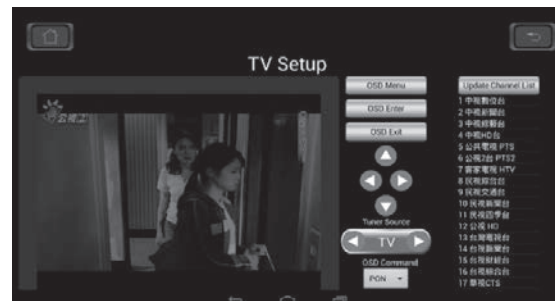 TV Setup
公視
OSD Menu
OSD Enter
OSD Exit
Tuner Source
TV
OSD Command
PON
Update Channel List
1 中視數位台
2 中視新聞台
3 中視綜藝台
4 中視HD台
5 公共電視 PTS
6 公視2台 PTS2
7 客家電視 HTV
8 民視綜合台
9 民視交通台
10 民視新聞台
11 民視四季台
12 公視 HD
13 台灣電視台
14 台視新聞台
15 台視財經台
16 台視綜合台
17 華視CTS